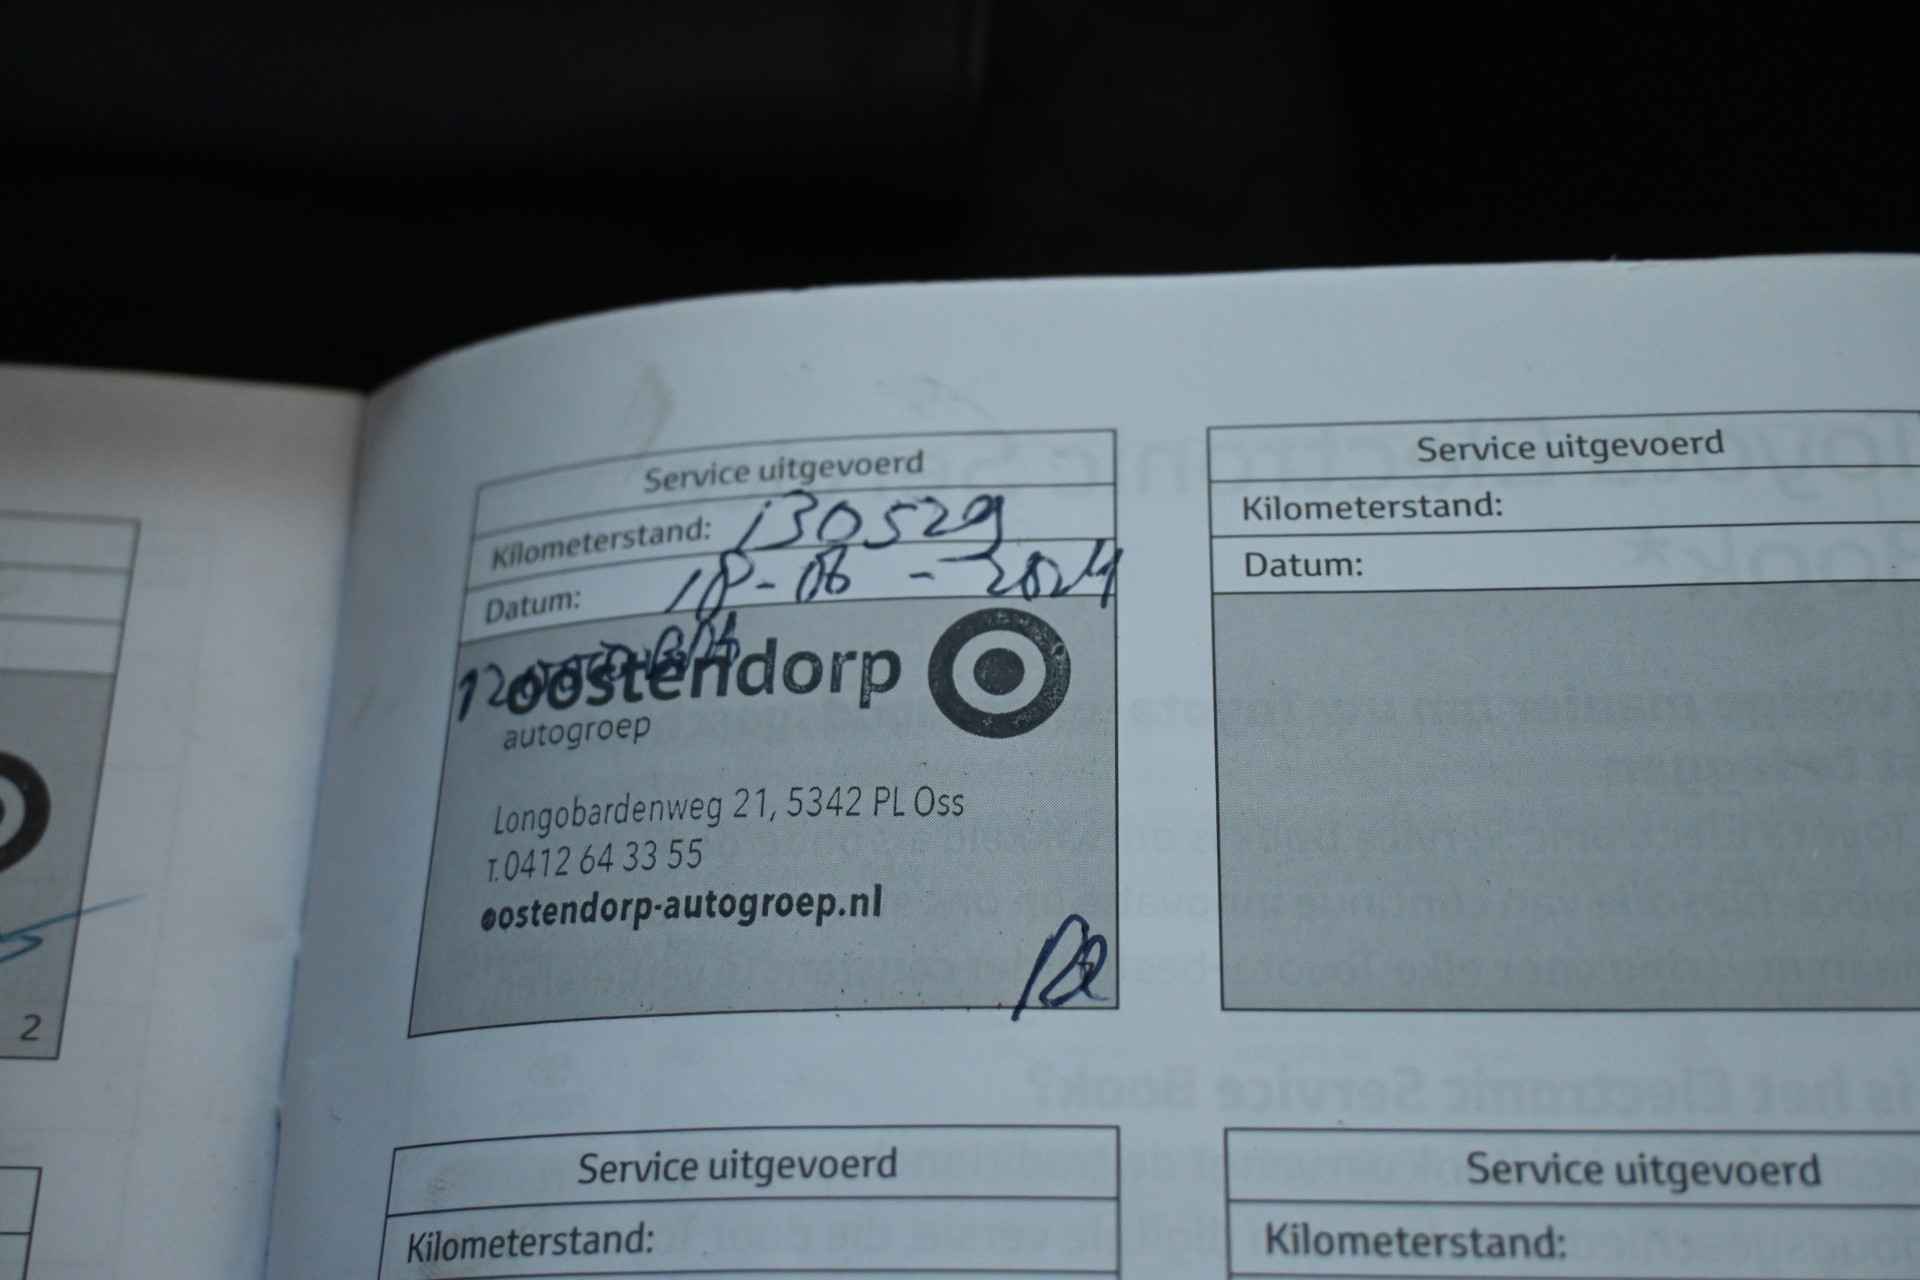 Service uitgevoerd
Kilometerstand: 130529
Datum: 18-06-2024
oostendorp
autogroep
Longobardenweg 21, 5342 PL Oss
T.0412 64 33 55
oostendorp-autogroep.nl
Service uitgevoerd
Kilometerstand:
Datum:
2
Service uitgevoerd
Kilometerstand:
Service uitgevoerd
Kilometerstand: